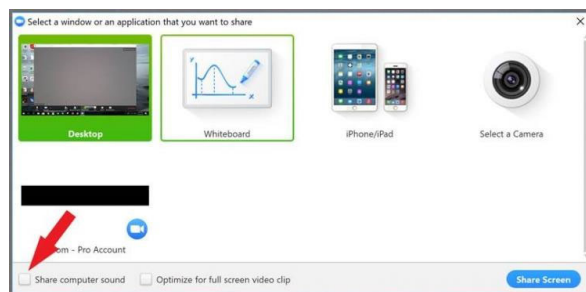 Select a window or an application that you want to share
Desktop
Whiteboard
iPhone/iPad
Select a Camera
om - Pro Account
Share computer sound
Optimize for full screen video clip
Share Screen